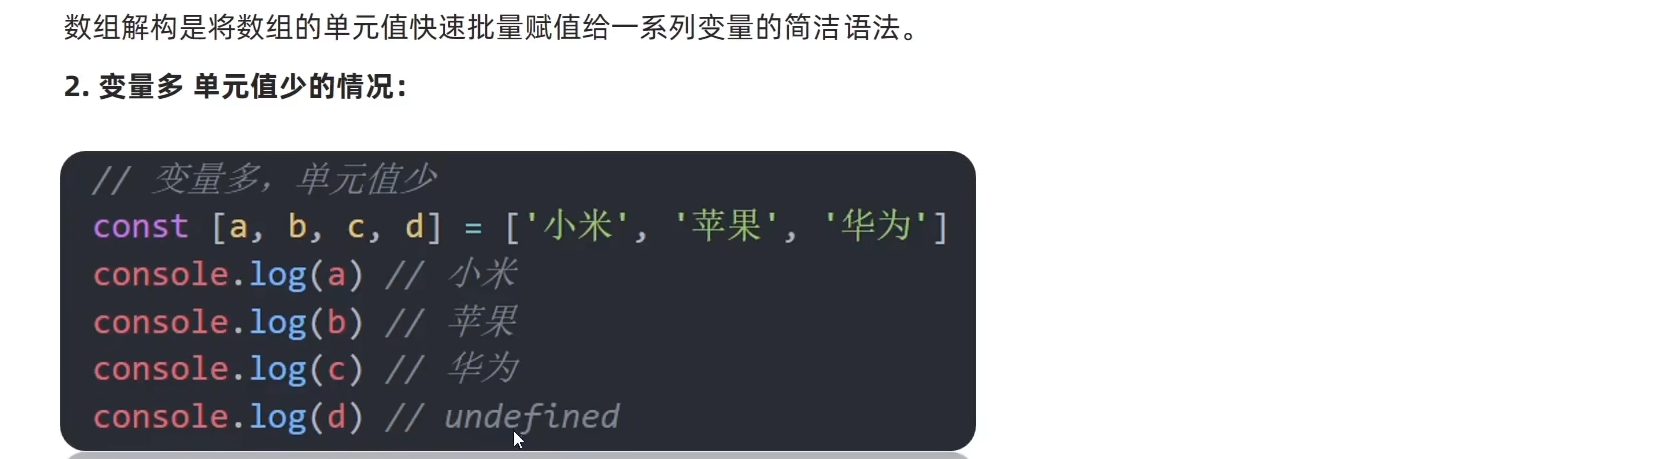 数组解构是将数组的单元值快速批量赋值给一系列变量的简洁语法。
2. 变量多 单元值少的情况：
// 变量多，单元值少
const [a, b, c, d] = ['小米', '苹果', '华为']
console.log(a) // 小米
console.log(b) // 苹果
console.log(c) // 华为
console.log(d) // undefined